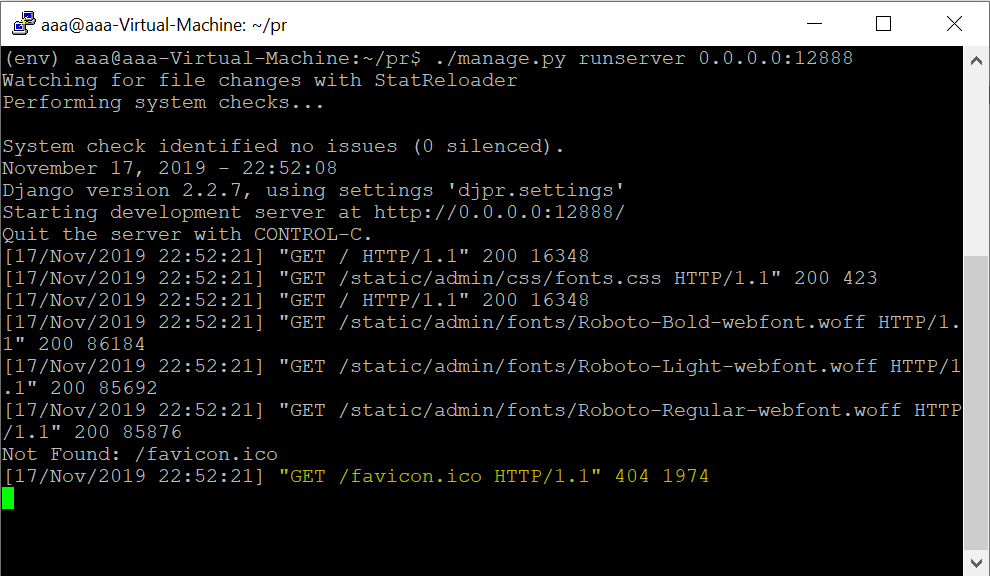 aaa@aaa-Virtual-Machine: ~/pr
(env) aaa@aaa-Virtual-Machine:~/pr$ ./manage.py runserver 0.0.0.0:12888
Watching for file changes with StatReloader
Performing system checks...
System check identified no issues (0 silenced).
November 17, 2019 - 22:52:08
Django version 2.2.7, using settings 'djpr.settings'
Starting development server at http://0.0.0.0:12888/
Quit the server with CONTROL-C.
[17/Nov/2019 22:52:21] "GET / HTTP/1.1" 200 16348
[17/Nov/2019 22:52:21] "GET /static/admin/css/fonts.css HTTP/1.1" 200 423
[17/Nov/2019 22:52:21] "GET / HTTP/1.1" 200 16348
[17/Nov/2019 22:52:21] "GET /static/admin/fonts/Roboto-Bold-webfont.woff HTTP/1.
1" 200 86184
[17/Nov/2019 22:52:21] "GET /static/admin/fonts/Roboto-Light-webfont.woff HTTP/1
.1" 200 85692
[17/Nov/2019 22:52:21] "GET /static/admin/fonts/Roboto-Regular-webfont.woff HTTP
/1.1" 200 85876
Not Found: /favicon.ico
[17/Nov/2019 22:52:21] "GET /favicon.ico HTTP/1.1" 404 1974